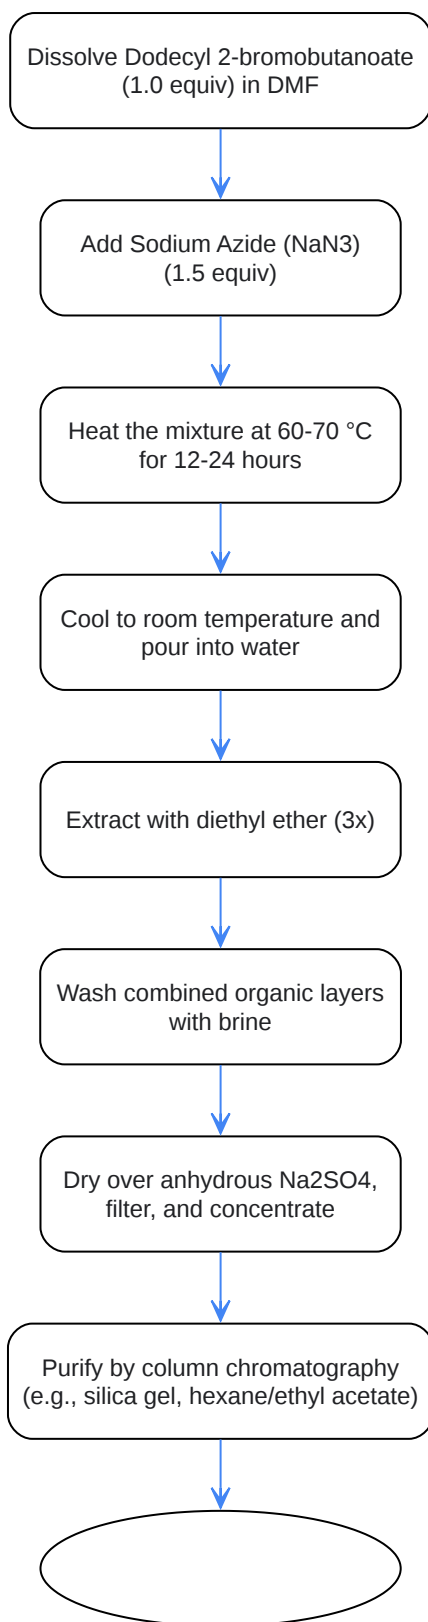 Dissolve Dodecyl 2-bromobutanoate
(1.0 equiv) in DMF
Add Sodium Azide (NaN3)
(1.5 equiv)
Heat the mixture at 60-70 °C
for 12-24 hours
Cool to room temperature and
pour into water
Extract with diethyl ether (3x)
Wash combined organic layers
with brine
Dry over anhydrous Na2SO4,
filter, and concentrate
Purify by column chromatography
(e.g., silica gel, hexane/ethyl acetate)